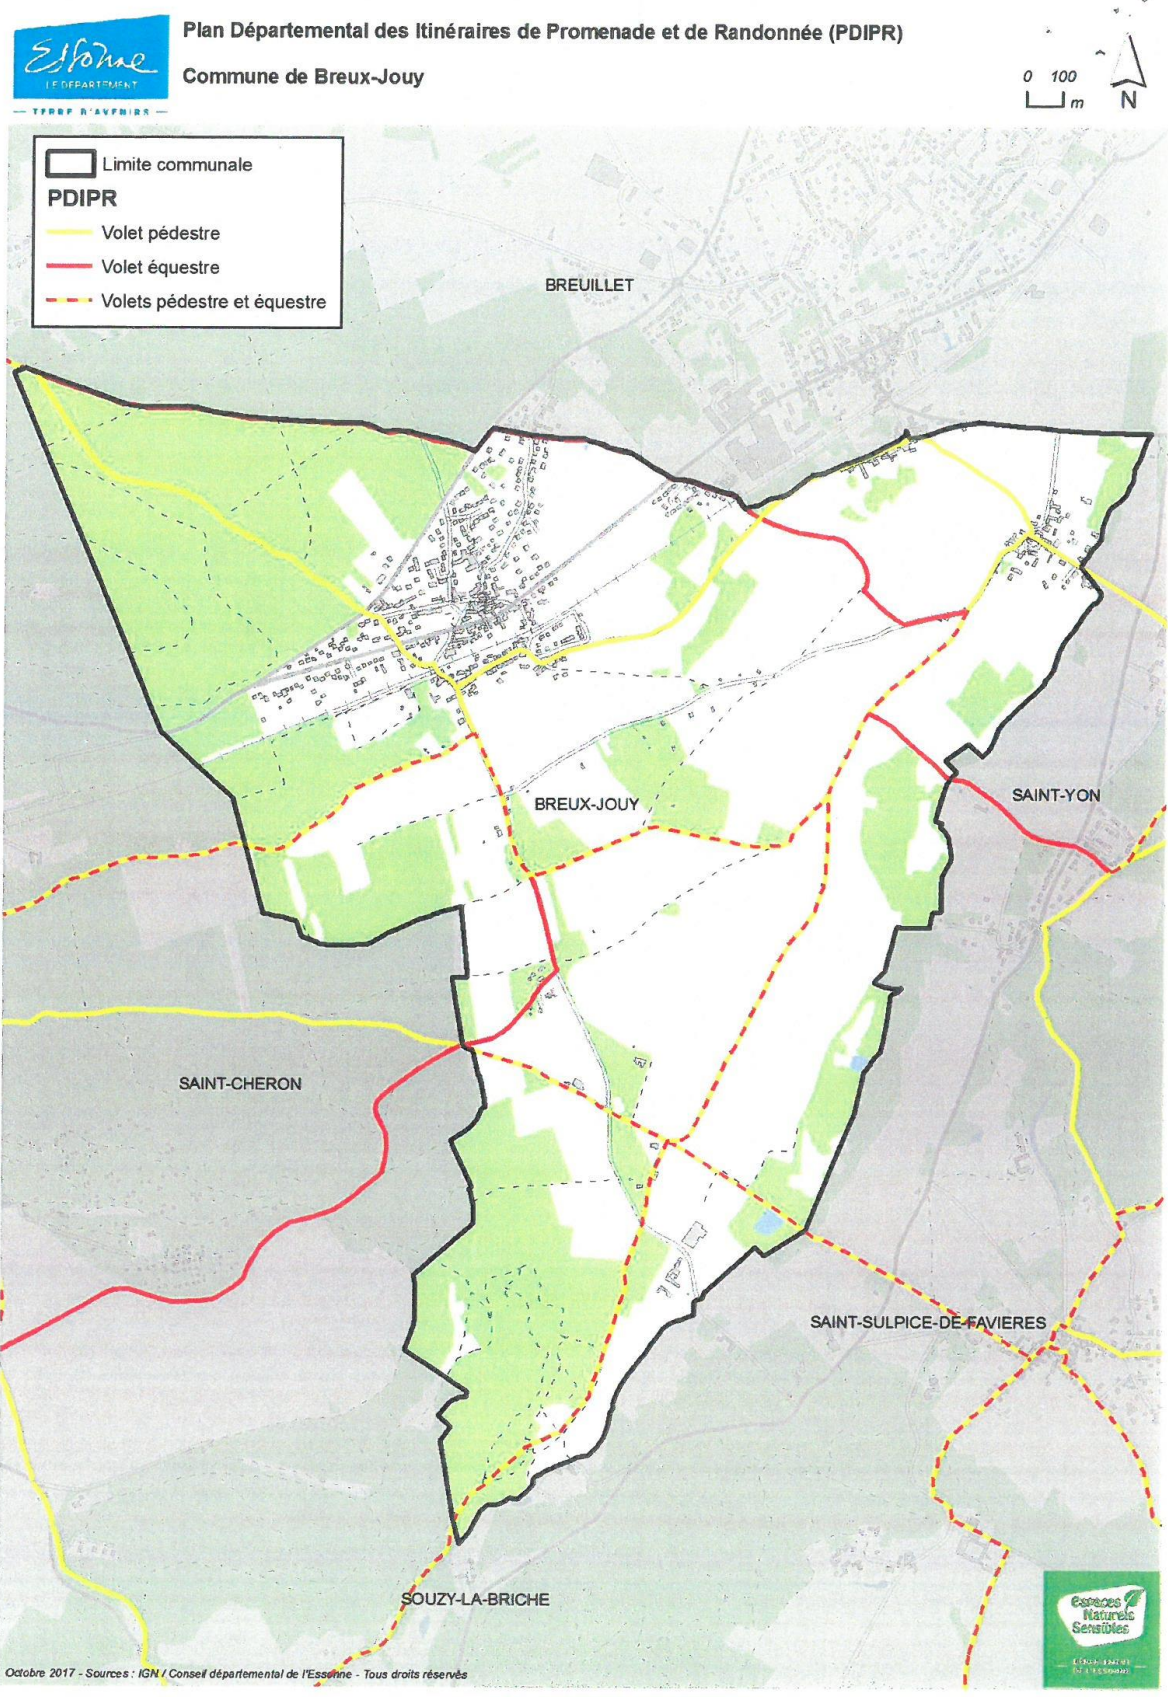 Essonne
LE DEPARTEMENT
TERRE D'AVENIRS
Plan Départemental des Itinéraires de Promenade et de Randonnée (PDIPR)
Commune de Breux-Jouy
0 100
m
N
Limite communale
PDIPR
Volet pédestre
Volet équestre
Volets pédestre et équestre
BREUILLET
BREUX-JOUY
SAINT-YON
SAINT-CHERON
SAINT-SULPICE-DE-FAVIERES
SOUZY-LA-BRICHE
Espaces
Naturels
Sensibles
Octobre 2017 - Sources : IGN / Conseil départemental de l'Essonne - Tous droits réservés